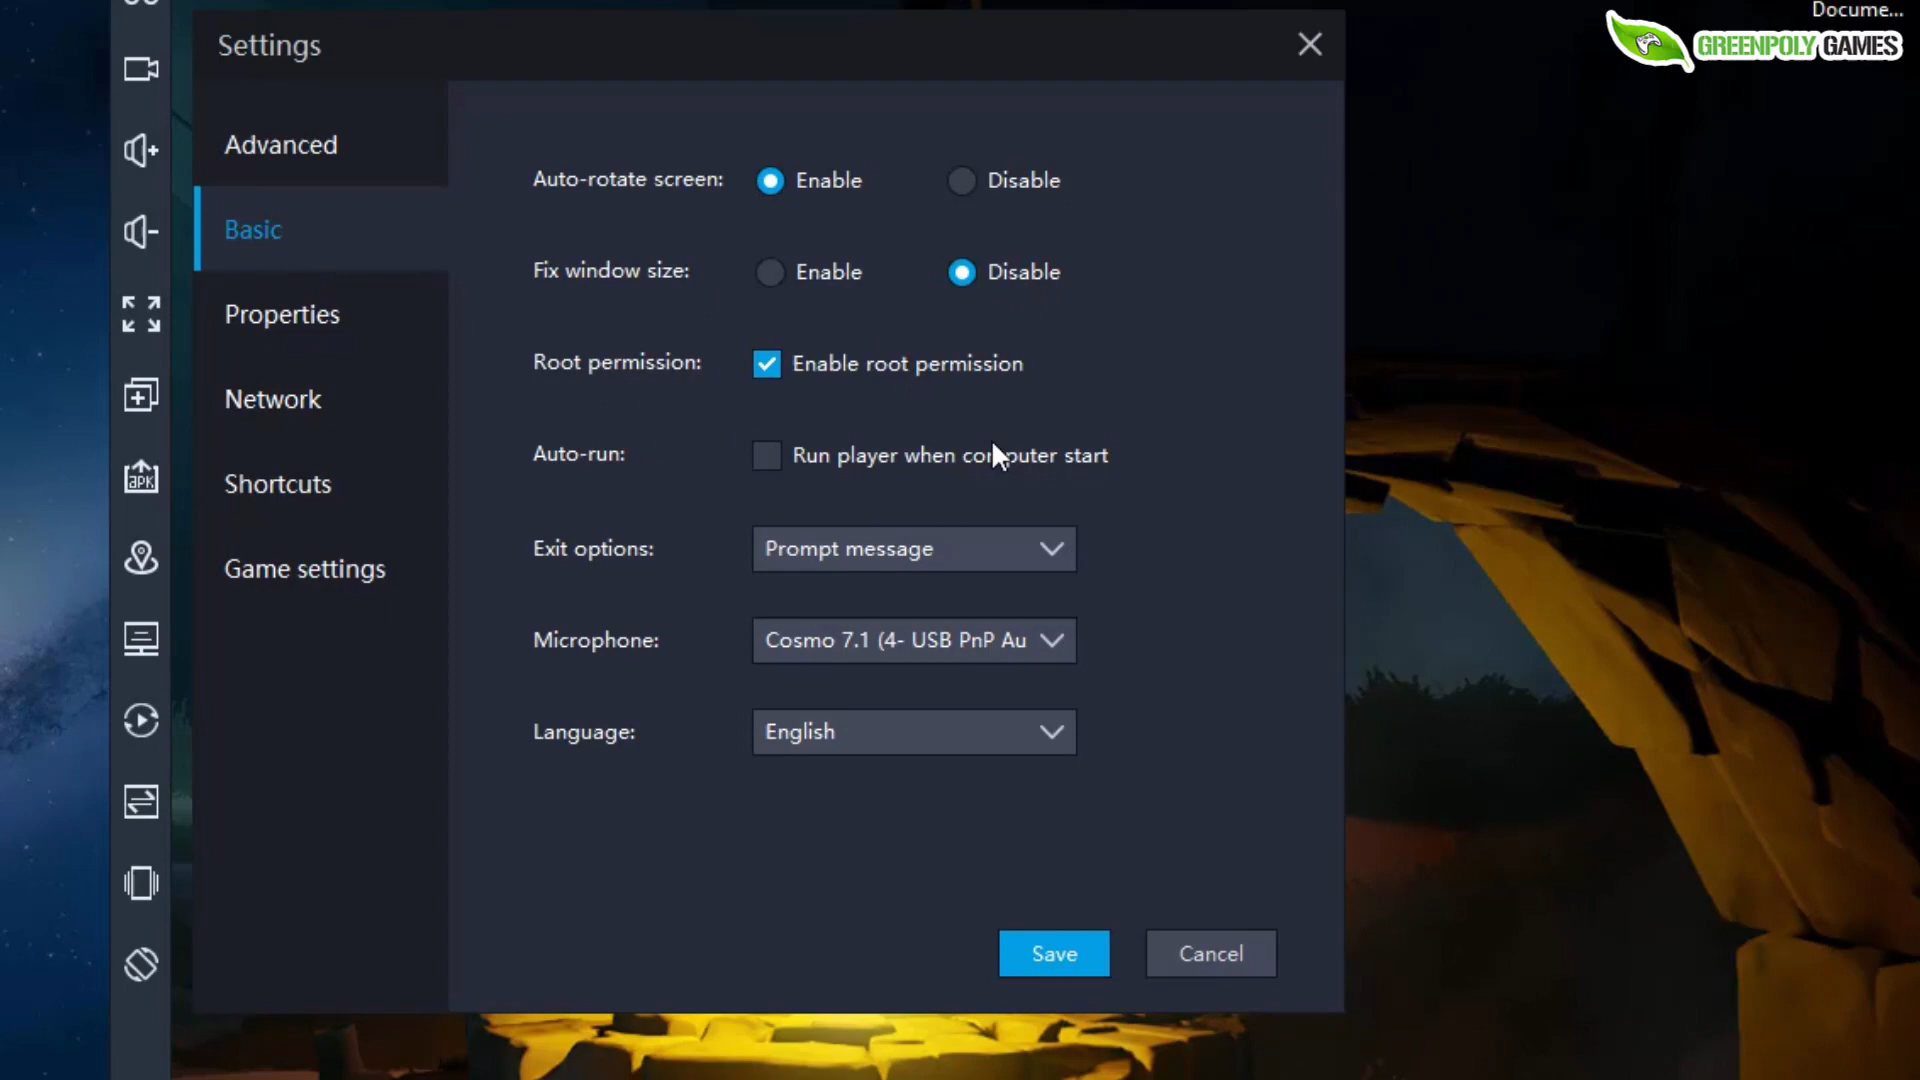 Docume...
GREENPOLY GAMES
Settings
Advanced
Basic
Properties
Network
Shortcuts
Game settings
Auto-rotate screen: Enable Disable
Fix window size: Enable Disable
Root permission: Enable root permission
Auto-run: Run player when computer start
Exit options: Prompt message
Microphone: Cosmo 7.1 (4- USB PnP Au
Language: English
Save Cancel
APK